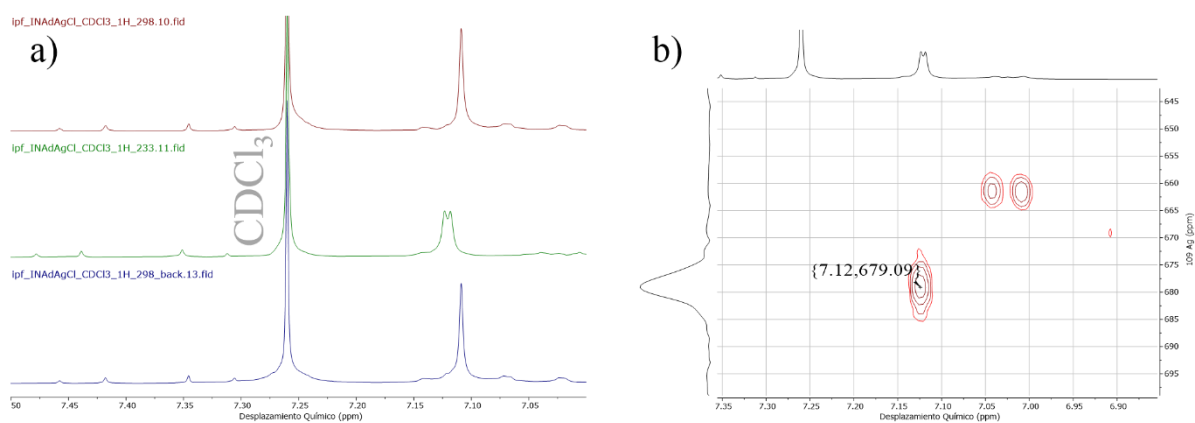 ipf_INAdAgCl_CDCl3_1H_298.10.fid
a)
ipf_INAdAgCl_CDCl3_1H_233.11.fid
CDCl3
ipf_INAdAgCl_CDCl3_1H_298_back.13.fid
50 7.45 7.40 7.35 7.30 7.25 7.20 7.15 7.10 7.05
Desplazamiento Químico (ppm)
b)
645
650
655
660
665
670
675
680
685
690
695
109 Ag (ppm)
{7.12,679.09}
7.35 7.30 7.25 7.20 7.15 7.10 7.05 7.00 6.95 6.90
Desplazamiento Químico (ppm)